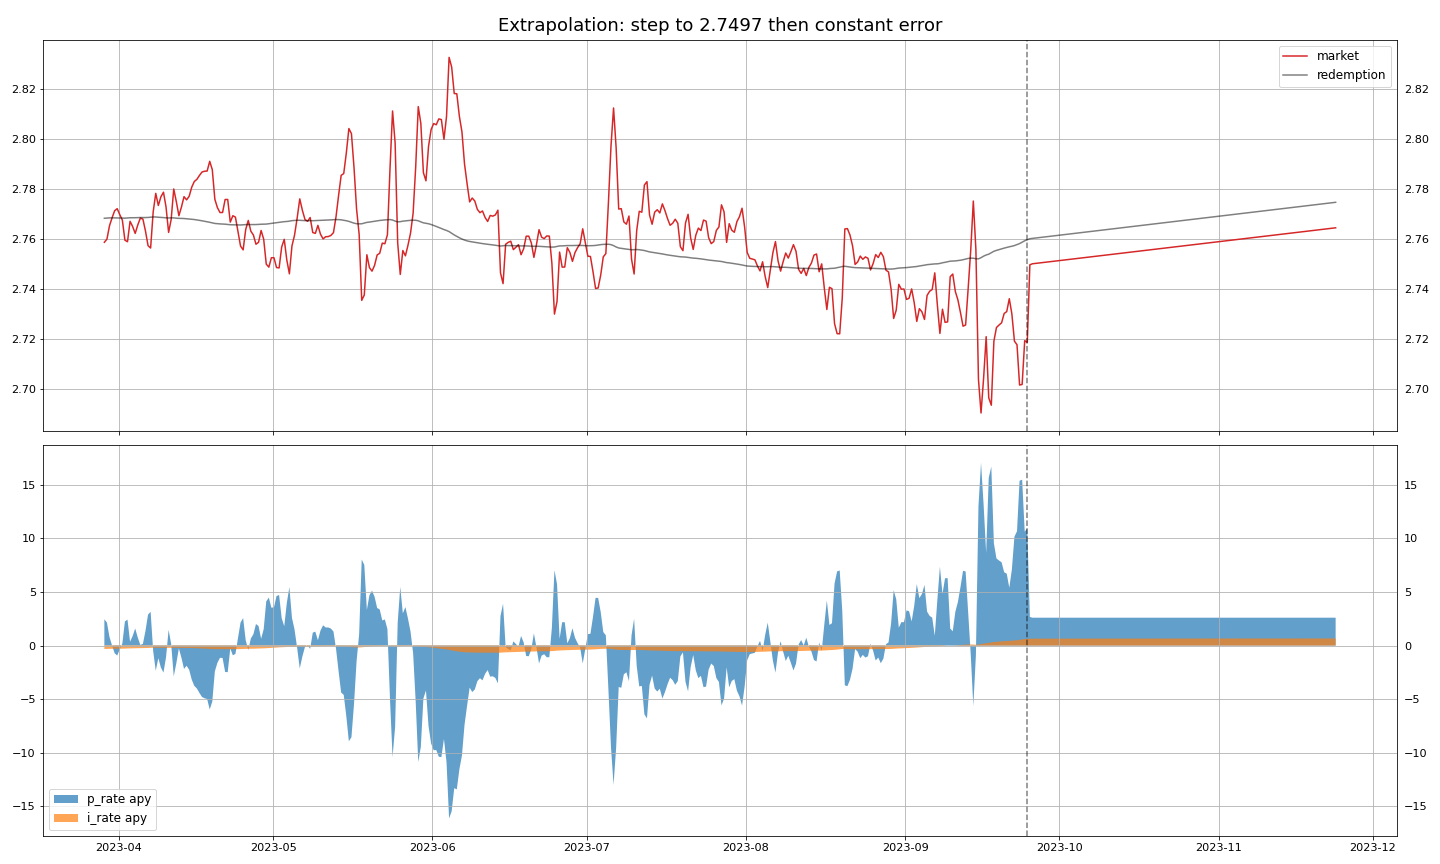 Extrapolation: step to 2.7497 then constant error
market
redemption
2.82 2.82
2.80 2.80
2.78 2.78
2.76 2.76
2.74 2.74
2.72 2.72
2.70 2.70
15 15
10 10
5 5
0 0
−5 −5
−10 −10
−15 −15
p_rate apy
i_rate apy
2023-04 2023-05 2023-06 2023-07 2023-08 2023-09 2023-10 2023-11 2023-12